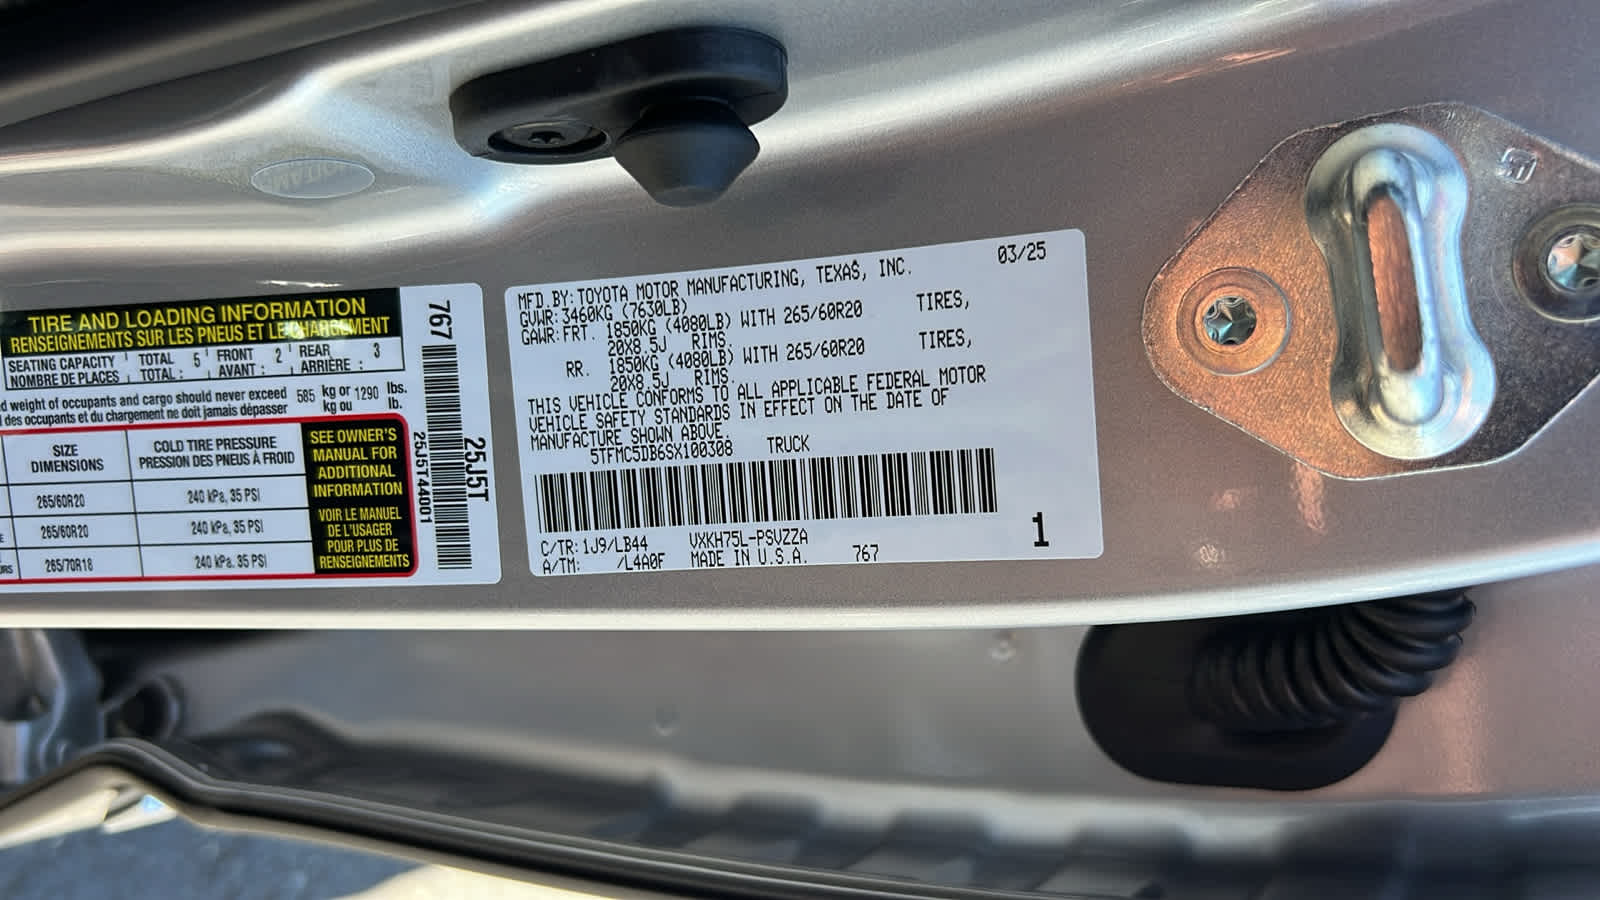 TIRE AND LOADING INFORMATION
RENSEIGNEMENTS SUR LES PNEUS ET LE CHARGEMENT
SEATING CAPACITY TOTAL 5 FRONT 2 REAR 3
NOMBRE DE PLACES TOTAL : AVANT : ARRIÈRE :
weight of occupants and cargo should never exceed 585 kg or 1290 lbs.
des occupants et du chargement ne doit jamais dépasser kg ou lb.
SIZE
DIMENSIONS
COLD TIRE PRESSURE
PRESSION DES PNEUS À FROID
265/60R20 240 kPa, 35 PSI
265/60R20 240 kPa, 35 PSI
265/70R18 240 kPa, 35 PSI
SEE OWNER'S
MANUAL FOR
ADDITIONAL
INFORMATION
VOIR LE MANUEL
DE L'USAGER
POUR PLUS DE
RENSEIGNEMENTS
767
25J5T44001
25J5T
MFD.BY:TOYOTA MOTOR MANUFACTURING, TEXAS, INC. 03/25
GVWR:3460KG (7630LB)
GAWR:FRT. 1850KG (4080LB) WITH 265/60R20 TIRES,
20X8.5J RIMS.
RR. 1850KG (4080LB) WITH 265/60R20 TIRES,
20X8.5J RIMS.
THIS VEHICLE CONFORMS TO ALL APPLICABLE FEDERAL MOTOR
VEHICLE SAFETY STANDARDS IN EFFECT ON THE DATE OF
MANUFACTURE SHOWN ABOVE.
5TFMC5DB6SX100308 TRUCK
C/TR:1J9/LB44 VXKH75L-PSVZZA
A/TM: /L4A0F MADE IN U.S.A. 767
1